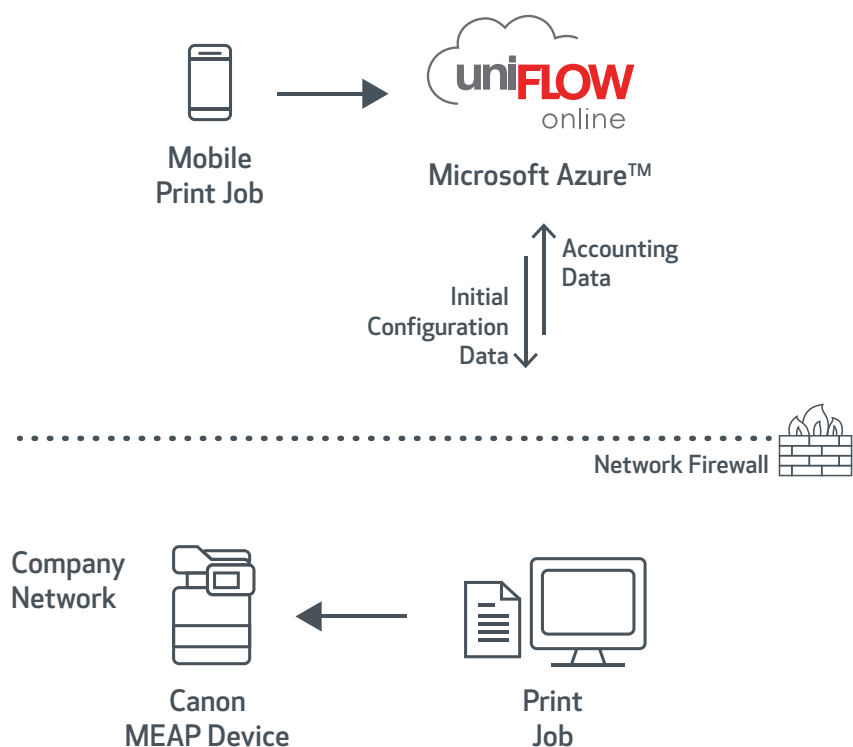 uniFLOW
online
Mobile
Print Job
Microsoft Azure™
Accounting
Data
Initial
Configuration
Data
Network Firewall
Company
Network
Canon
MEAP Device
Print
Job